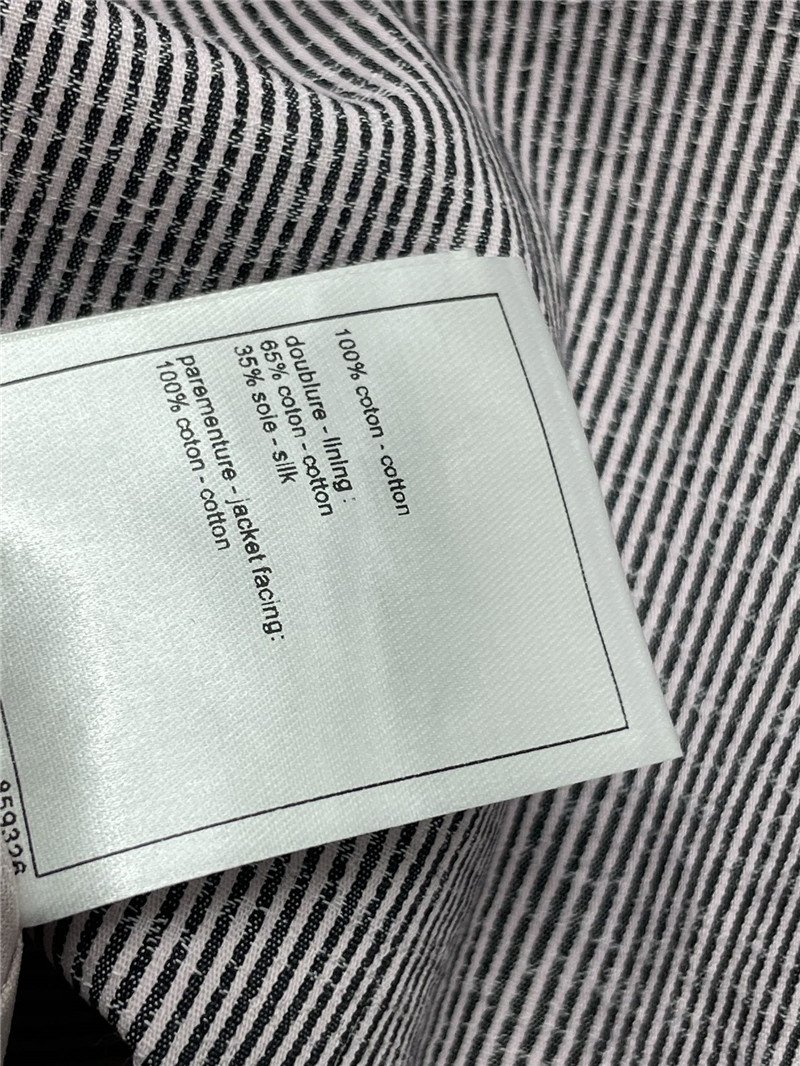 100% coton - cotton
doublure - lining :
65% coton - cotton
35% soie - silk
parementure - jacket facing:
100% coton - cotton